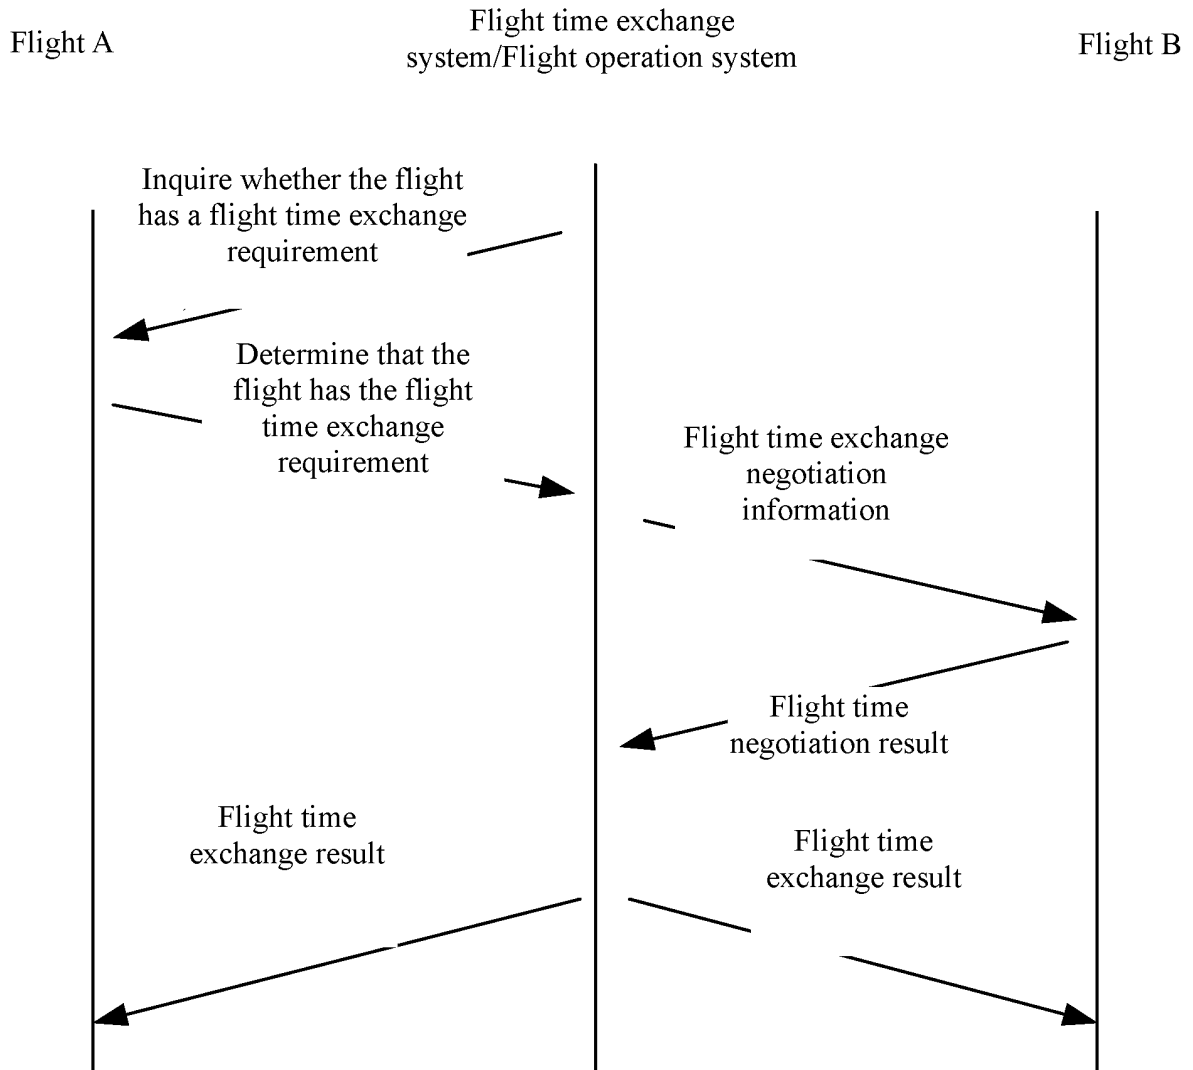 Flight A
Flight time exchange
system/Flight operation system
Flight B
Inquire whether the flight
has a flight time exchange
requirement
Determine that the
flight has the flight
time exchange
requirement
Flight time exchange
negotiation
information
Flight time
negotiation result
Flight time
exchange result
Flight time
exchange result